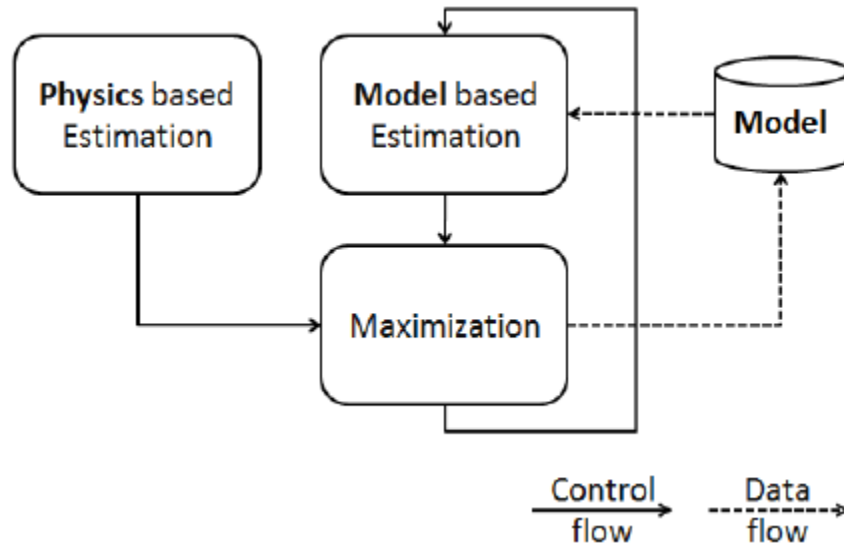 Physics based
Estimation
Model based
Estimation
Model
Maximization
Control
flow
Data
flow